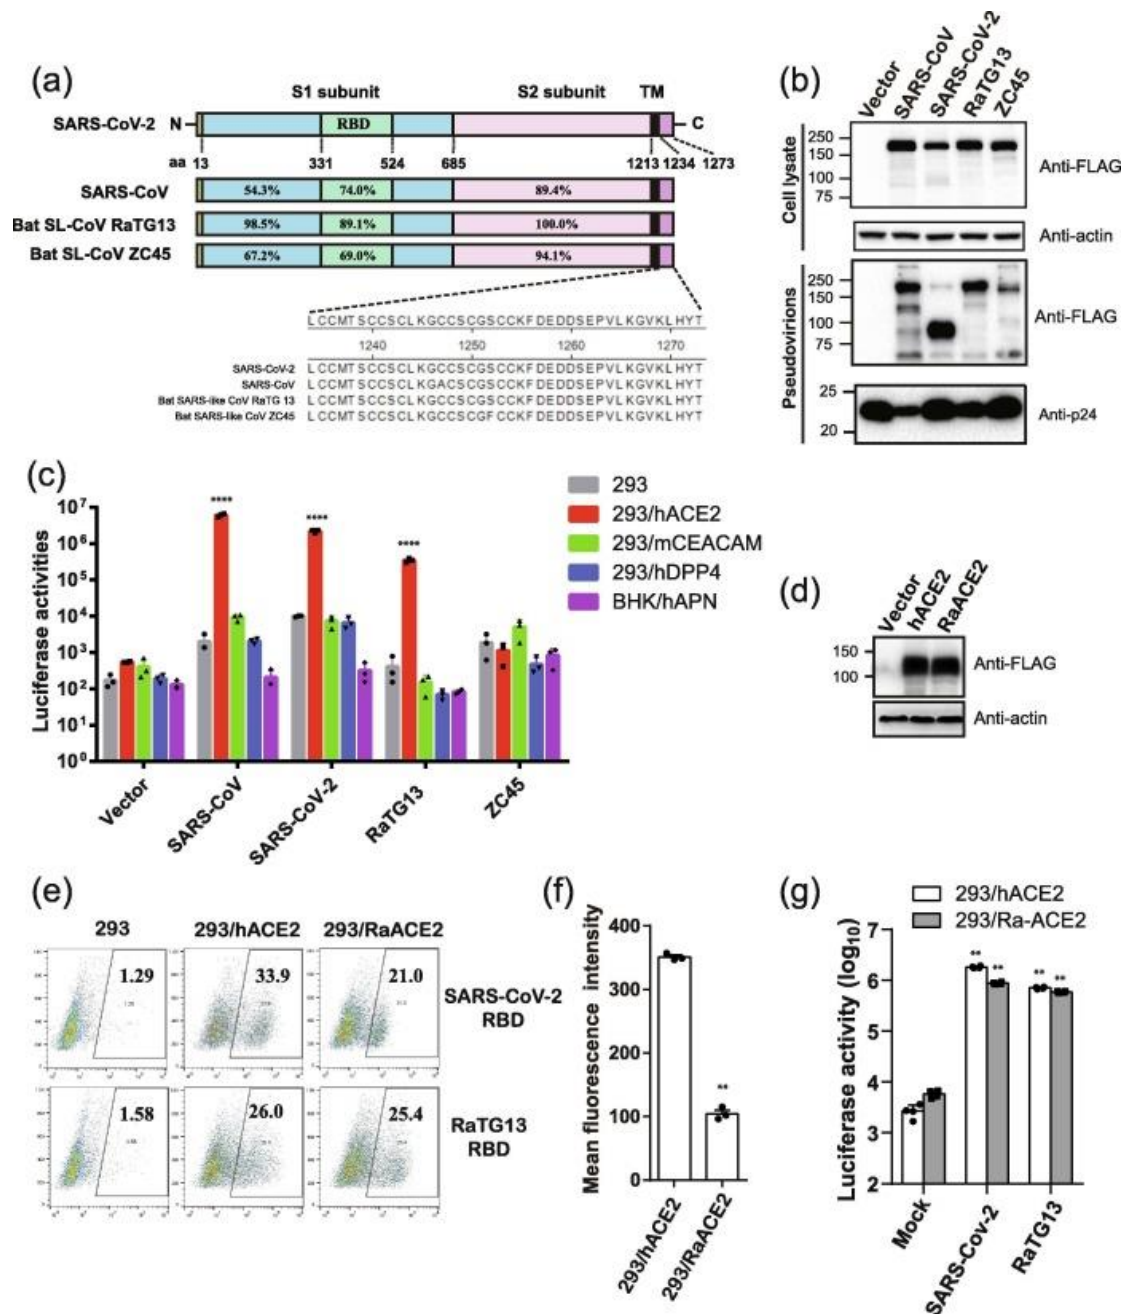 (a)
S1 subunit S2 subunit TM
SARS-CoV-2 N RBD C
aa 13 331 524 685 1213 1234 1273
SARS-CoV 54.3% 74.0% 89.4%
Bat SL-CoV RaTG13 98.5% 89.1% 100.0%
Bat SL-CoV ZC45 67.2% 69.0% 94.1%
LCCMTSCCSCLKGCCSCGSCCKFDEDDSEPVLKGVKLHYT
1240 1250 1260 1270
SARS-CoV-2 LCCMTSCCSCLKGCCSCGSCCKFDEDDSEPVLKGVKLHYT
SARS-CoV LCCMTSCCSCLKGACSCGSCCKFDEDDSEPVLKGVKLHYT
Bat SARS-like CoV RaTG 13 LCCMTSCCSCLKGCCSCGSCCKFDEDDSEPVLKGVKLHYT
Bat SARS-like CoV ZC45 LCCMTSCCSCLKGCCSCGFCCKFDEDDSEPVLKGVKLHYT
(b)
Vector SARS-CoV SARS-CoV-2 RaTG13 ZC45
Cell lysate
250
150
100
75
Anti-FLAG
Anti-actin
Pseudovirions
250
150
100
75
Anti-FLAG
25
20
Anti-p24
(c)
Luciferase activities
10⁷
10⁶
10⁵
10⁴
10³
10²
10¹
10⁰
**** **** ****
Vector SARS-CoV SARS-CoV-2 RaTG13 ZC45
293
293/hACE2
293/mCEACAM
293/hDPP4
BHK/hAPN
(d)
Vector hACE2 RaACE2
150
100
Anti-FLAG
Anti-actin
(e)
293 293/hACE2 293/RaACE2
1.29 33.9 21.0
SARS-CoV-2
RBD
1.58 26.0 25.4
RaTG13
RBD
(f)
Mean fluorescence intensity
400
300
200
100
0
**
293/hACE2 293/RaACE2
(g)
293/hACE2
293/Ra-ACE2
Luciferase activity (log₁₀)
7
6
5
4
3
2
** ** ** **
Mock SARS-Cov-2 RaTG13